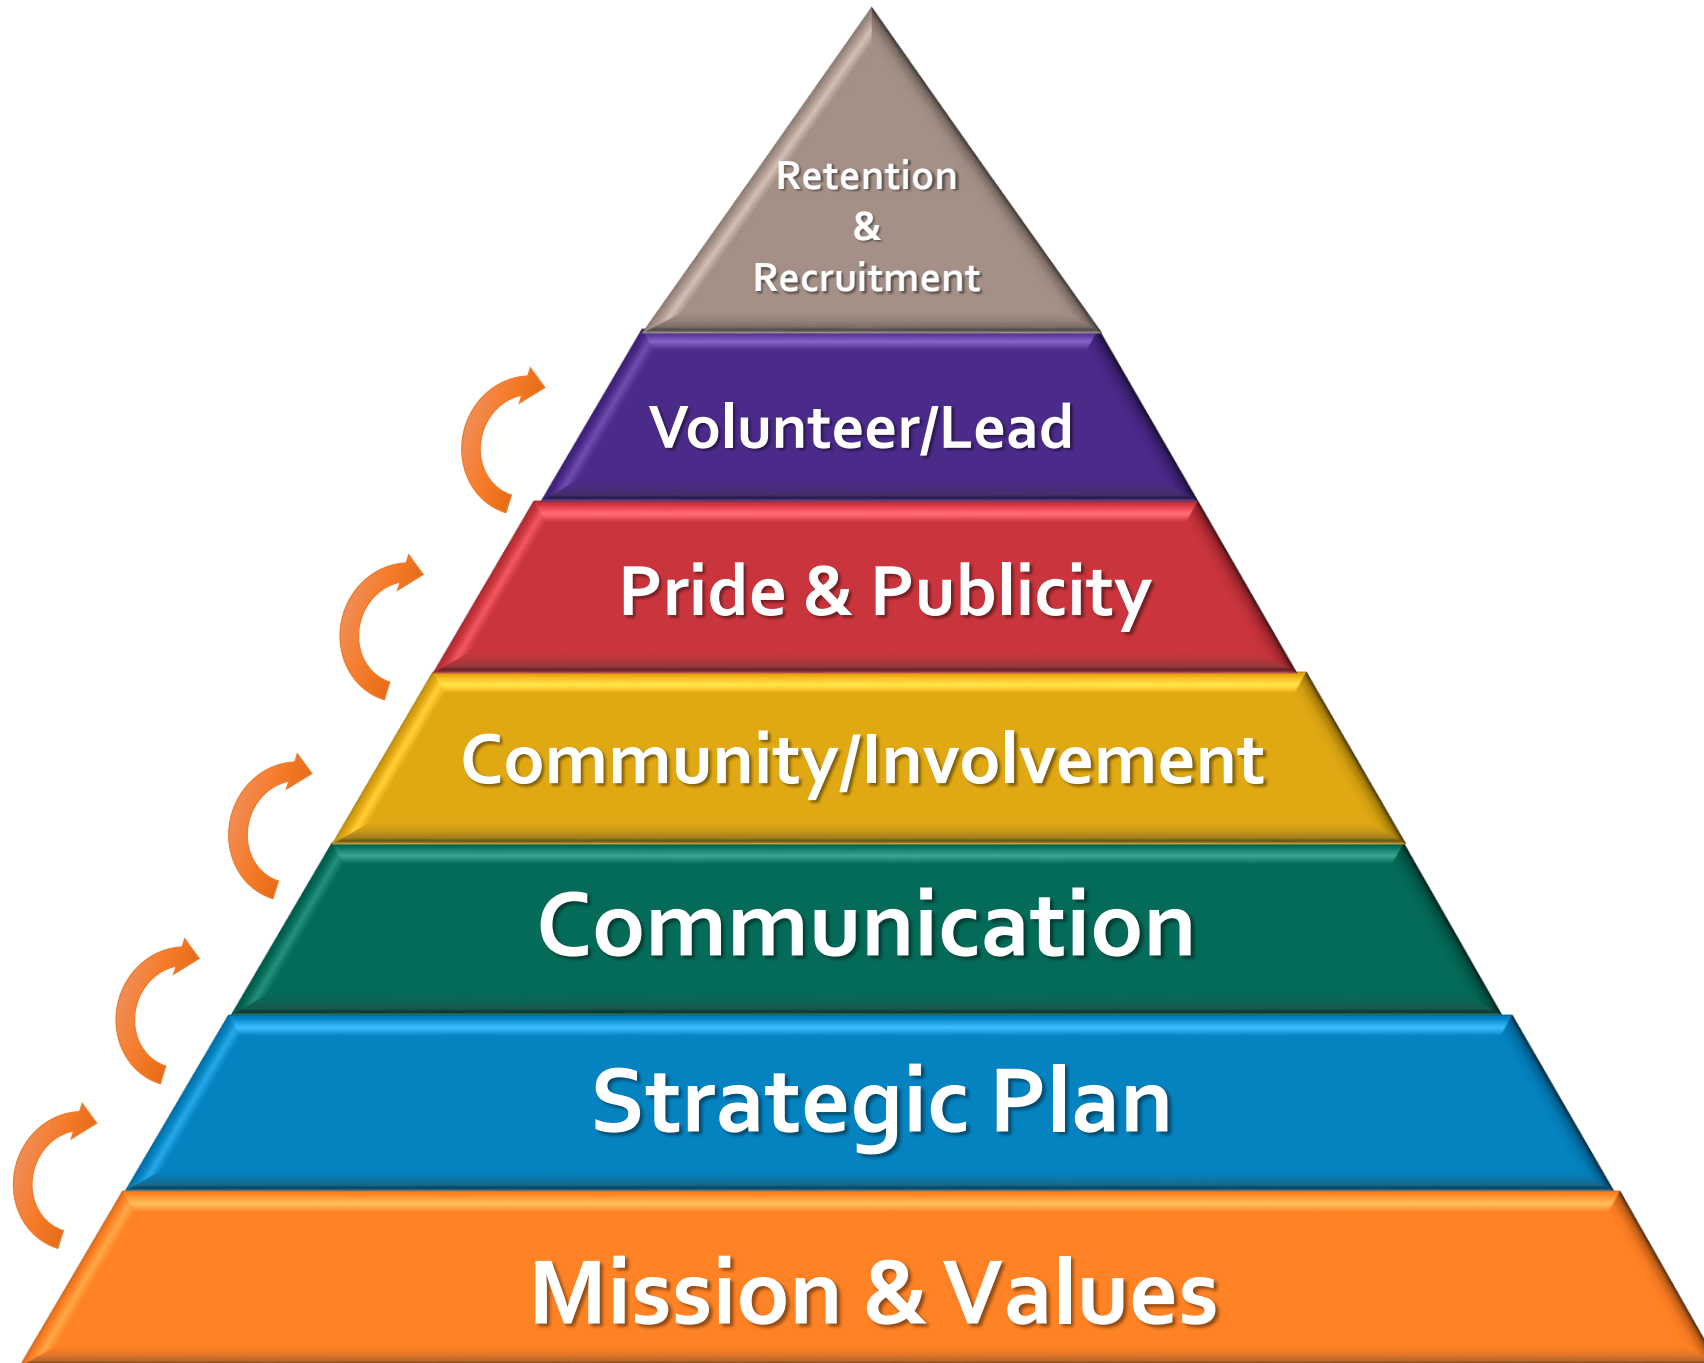 Retention
&
Recruitment
Volunteer/Lead
Pride & Publicity
Community/Involvement
Communication
Strategic Plan
Mission & Values